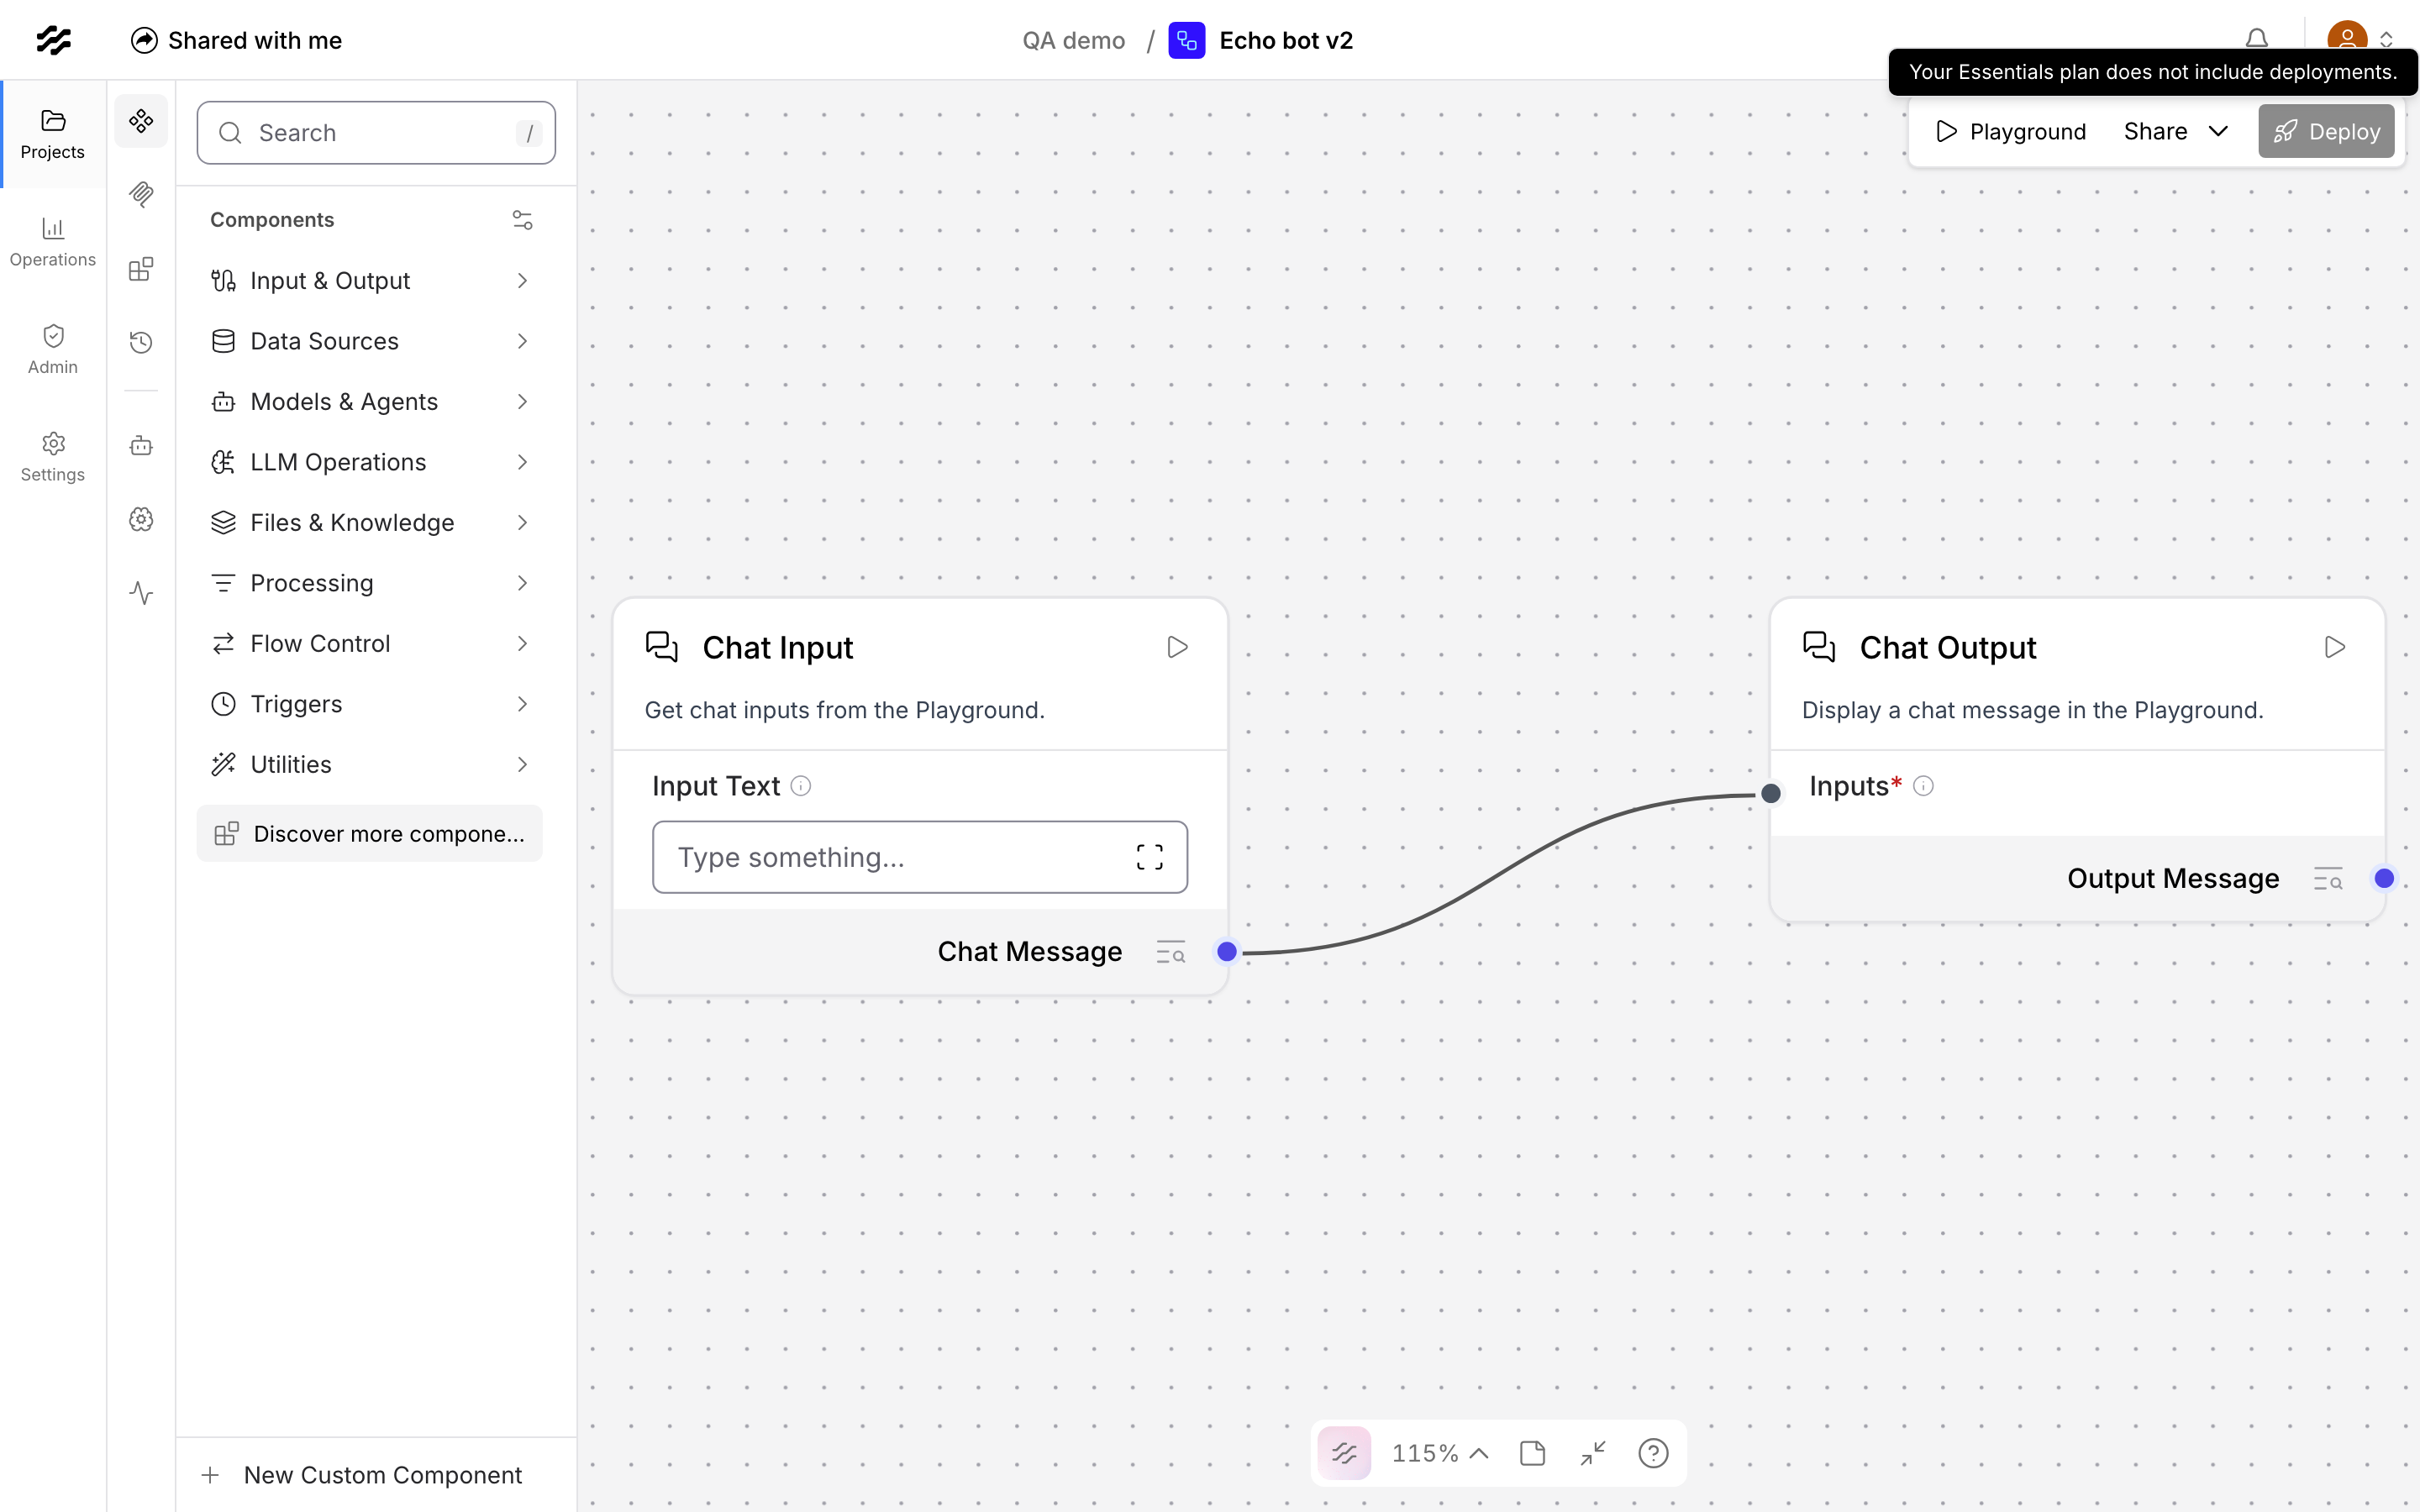 Shared with me
QA demo / Echo bot v2
Your Essentials plan does not include deployments.
Playground
Share
Deploy
Projects
Operations
Admin
Settings
Search /
Components
Input & Output
Data Sources
Models & Agents
LLM Operations
Files & Knowledge
Processing
Flow Control
Triggers
Utilities
Discover more compone...
New Custom Component
Chat Input
Get chat inputs from the Playground.
Input Text
Type something...
Chat Message
Chat Output
Display a chat message in the Playground.
Inputs*
Output Message
115%